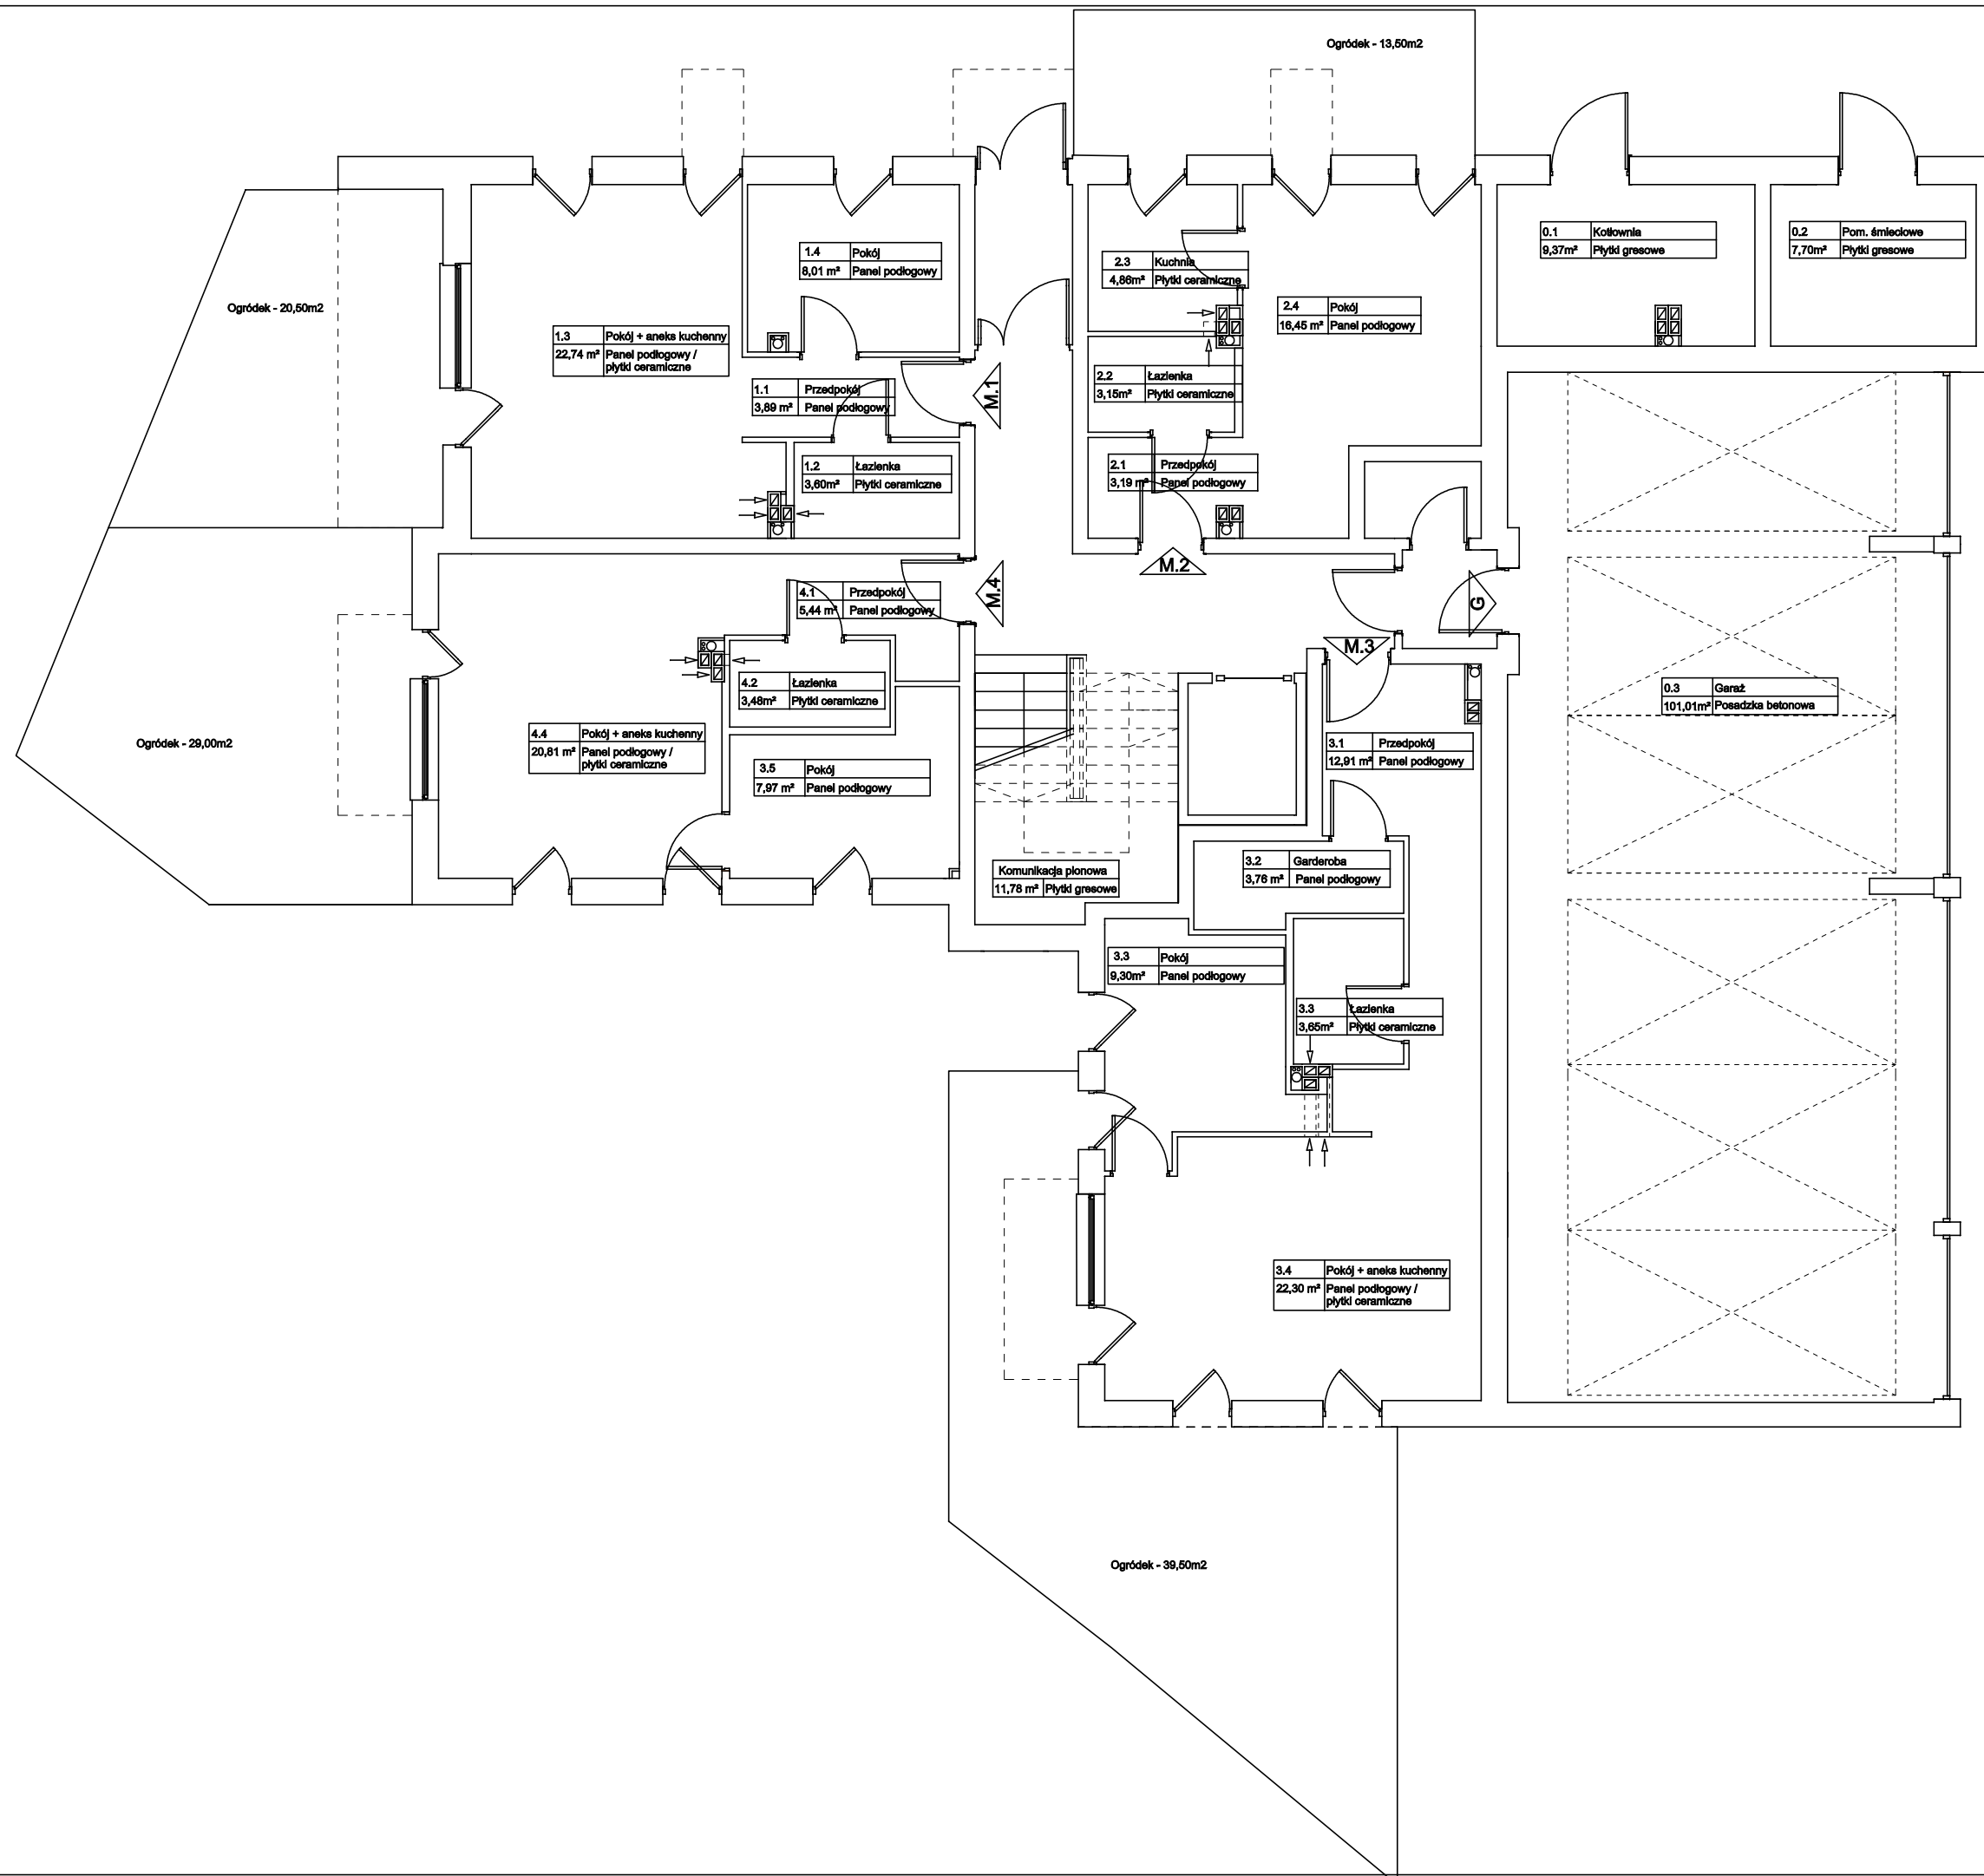 Ogródek - 13,50m2
0.1 Kotłownia
9,37m² Płytki gresowe
0.2 Pom. śmieciowe
7,70m² Płytki gresowe
1.4 Pokój
8,01 m² Panel podłogowy
2.3 Kuchnia
4,86m² Płytki ceramiczne
2.4 Pokój
16,45 m² Panel podłogowy
Ogródek - 20,50m2
1.3 Pokój + aneks kuchenny
22,74 m² Panel podłogowy /
płytki ceramiczne
1.1 Przedpokój
3,89 m² Panel podłogowy
M.1
2.2 Łazienka
3,15m² Płytki ceramiczne
1.2 Łazienka
3,60m² Płytki ceramiczne
2.1 Przedpokój
3,19 m² Panel podłogowy
M.2
4.1 Przedpokój
5,44 m² Panel podłogowy
M.4
G
M.3
4.2 Łazienka
3,48m² Płytki ceramiczne
0.3 Garaż
101,01m² Posadzka betonowa
Ogródek - 29,00m2
4.4 Pokój + aneks kuchenny
20,81 m² Panel podłogowy /
płytki ceramiczne
3.1 Przedpokój
12,91 m² Panel podłogowy
3.5 Pokój
7,97 m² Panel podłogowy
Komunikacja pionowa
11,78 m² Płytki gresowe
3.2 Garderoba
3,76 m² Panel podłogowy
3,3 Pokój
9,30m² Panel podłogowy
3.3 Łazienka
3,65m² Płytki ceramiczne
3.4 Pokój + aneks kuchenny
22,30 m² Panel podłogowy /
płytki ceramiczne
Ogródek - 39,50m2